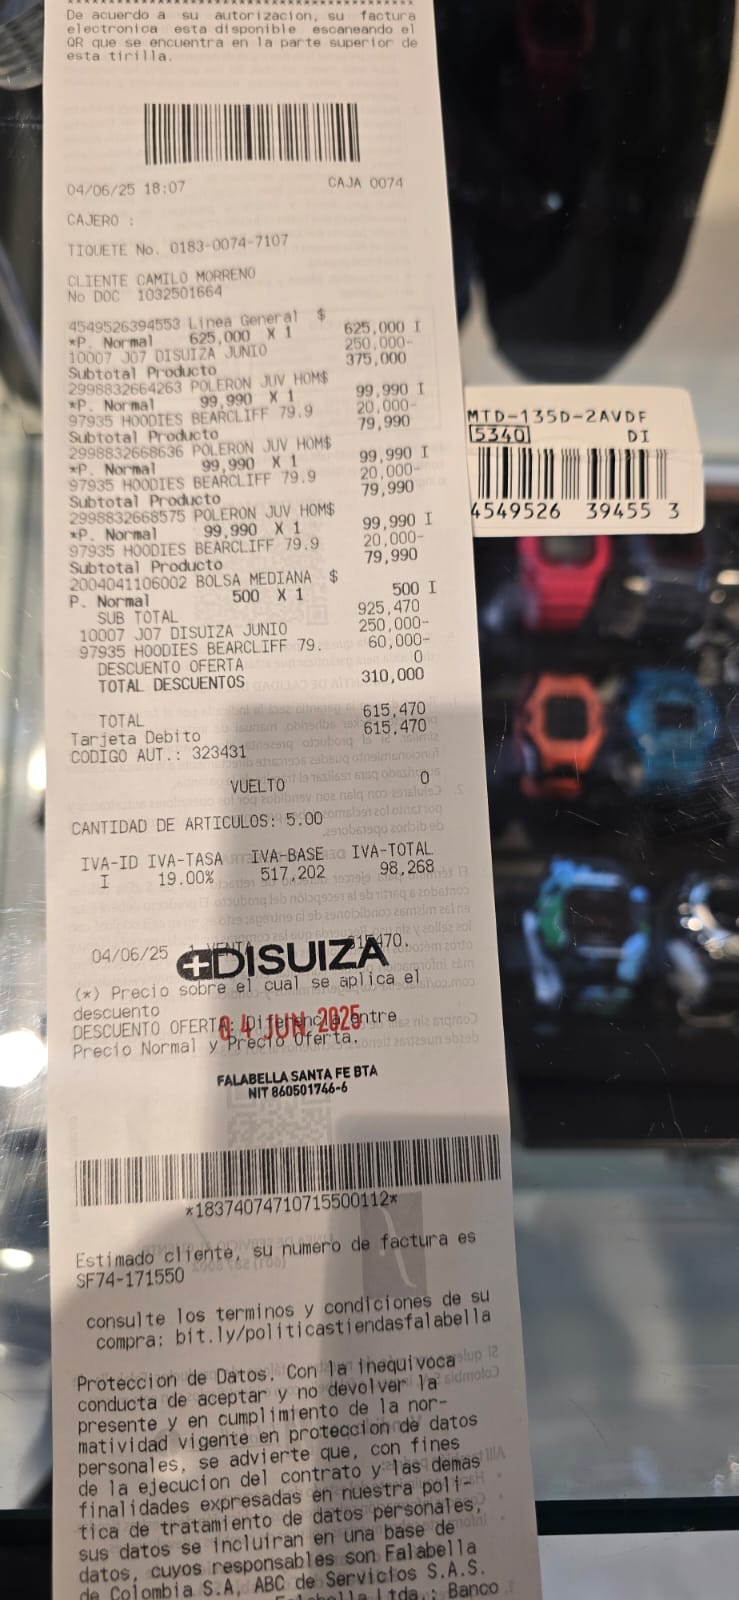 De acuerdo a su autorizacion, su factura
electronica esta disponible escaneando el
QR que se encuentra en la parte superior de
esta tirilla.
04/06/25 18:07 CAJA 0074
CAJERO :
TIQUETE No. 0183-0074-7107
CLIENTE CAMILO MORRENO
No DOC 1032501664
4549526394553 Linea General $
*P. Normal 625,000 X 1 625,000 I
10007 J07 DISUIZA JUNIO 250,000-
Subtotal Producto 375,000
2998832664263 POLERON JUV HOM$
*P. Normal 99,990 X 1 99,990 I
97935 HOODIES BEARCLIFF 79.9 20,000-
Subtotal Producto 79,990
2998832668636 POLERON JUV HOM$
*P. Normal 99,990 X 1 99,990 I
97935 HOODIES BEARCLIFF 79.9 20,000-
Subtotal Producto 79,990
2998832668575 POLERON JUV HOM$
*P. Normal 99,990 X 1 99,990 I
97935 HOODIES BEARCLIFF 79.9 20,000-
Subtotal Producto 79,990
2004041106002 BOLSA MEDIANA $
P. Normal 500 X 1 500 I
SUB TOTAL 925,470
10007 J07 DISUIZA JUNIO 250,000-
97935 HOODIES BEARCLIFF 79. 60,000-
DESCUENTO OFERTA 0
TOTAL DESCUENTOS 310,000
TOTAL 615,470
Tarjeta Debito 615,470
CODIGO AUT.: 323431
VUELTO 0
CANTIDAD DE ARTICULOS: 5.00
IVA-ID IVA-TASA IVA-BASE IVA-TOTAL
I 19.00% 517,202 98,268
04/06/25 1 VENTA 615,470.
DISUIZA
(*) Precio sobre el cual se aplica el
descuento
DESCUENTO OFERTA: Diferencia entre
Precio Normal y Precio Oferta.
04 JUN 2025
FALABELLA SANTA FE BTA
NIT 860501746-6
*18374074710715500112*
Estimado cliente, su numero de factura es
SF74-171550
consulte los terminos y condiciones de su
compra: bit.ly/politicastiendasfalabella
Proteccion de Datos. Con la inequivoca
conducta de aceptar y no devolver la
presente y en cumplimiento de la nor-
matividad vigente en proteccion de datos
personales, se advierte que, con fines
de la ejecucion del contrato y las demas
finalidades expresadas en nuestra poli-
tica de tratamiento de datos personales,
sus datos se incluiran en una base de
datos, cuyos responsables son Falabella
de Colombia S.A, ABC de Servicios S.A.S.
Ltda.; Banco
MTD-135D-2AVDF
5340 DI
4549526 39455 3